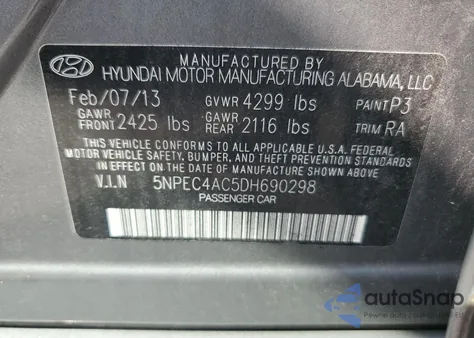 MANUFACTURED BY
HYUNDAI MOTOR MANUFACTURING ALABAMA, LLC
Feb/07/13 GVWR 4299 lbs PAINT P3
GAWR FRONT 2425 lbs GAWR REAR 2116 lbs TRIM RA
THIS VEHICLE CONFORMS TO ALL APPLICABLE U.S.A. FEDERAL
MOTOR VEHICLE SAFETY, BUMPER, AND THEFT PREVENTION STANDARDS
IN EFFECT ON THE DATE OF MANUFACTURE SHOWN ABOVE.
V.I.N 5NPEC4AC5DH690298
PASSENGER CAR
autoSnap